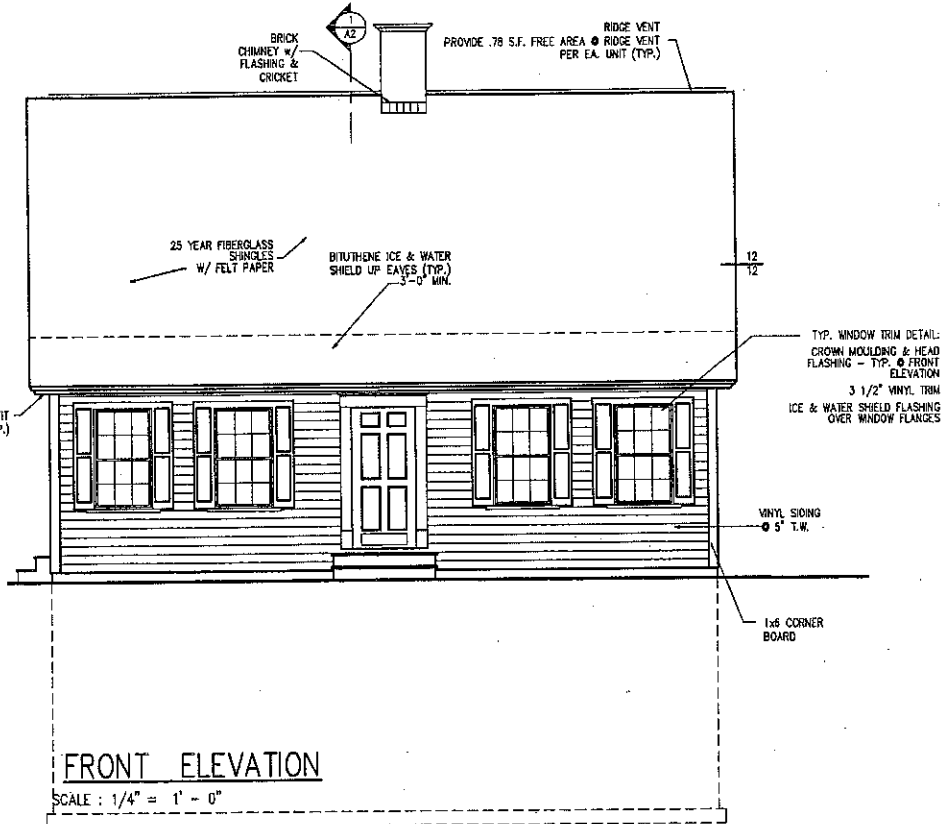 1
A2
BRICK
CHIMNEY w/
FLASHING &
CRICKET
RIDGE VENT
PROVIDE .78 S.F. FREE AREA @ RIDGE VENT
PER EA. UNIT (TYP.)
25 YEAR FIBERGLASS
SHINGLES
W/ FELT PAPER
BITUTHENE ICE & WATER
SHIELD UP EAVES (TYP.)
3'-0" MIN.
12
12
TYP. WINDOW TRIM DETAIL:
CROWN MOULDING & HEAD
FLASHING - TYP. @ FRONT
ELEVATION
3 1/2" VINYL TRIM
ICE & WATER SHIELD FLASHING
OVER WINDOW FLANGES
VINYL SIDING
@ 5" T.W.
1x6 CORNER
BOARD
FRONT ELEVATION
SCALE : 1/4" = 1' - 0"